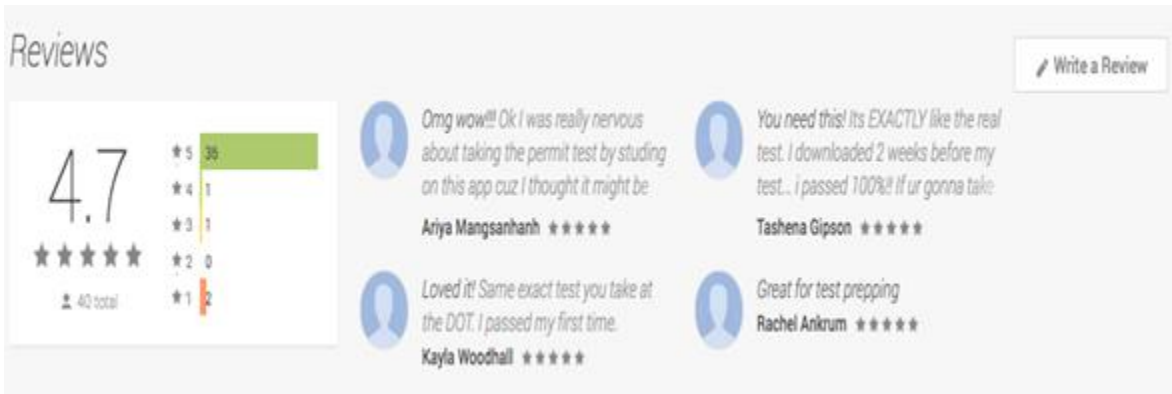 Reviews
Write a Review
4.7
40 total
5 36
4 1
3 1
2 0
1 2
Omg wow!!! Ok I was really nervous
about taking the permit test by studing
on this app cuz I thought it might be
Ariya Mangsanhanh
You need this! Its EXACTLY like the real
test. I downloaded 2 weeks before my
test... i passed 100%!! If ur gonna take
Tashena Gipson
Loved it! Same exact test you take at
the DOT. I passed my first time.
Kayla Woodhall
Great for test prepping
Rachel Ankrum